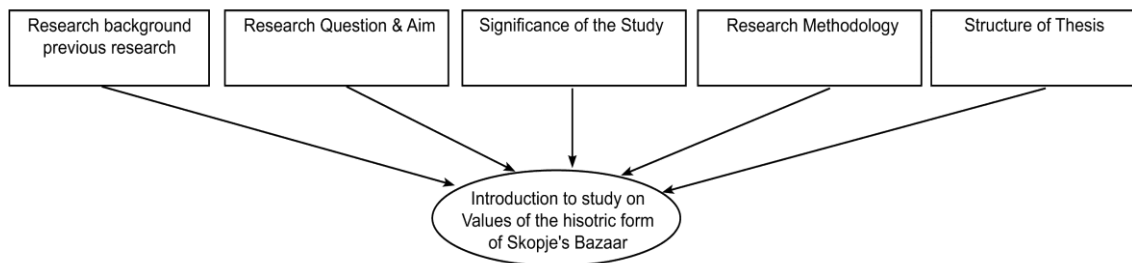 Research background
previous research
Research Question & Aim
Significance of the Study
Research Methodology
Structure of Thesis
Introduction to study on
Values of the hisotric form
of Skopje's Bazaar